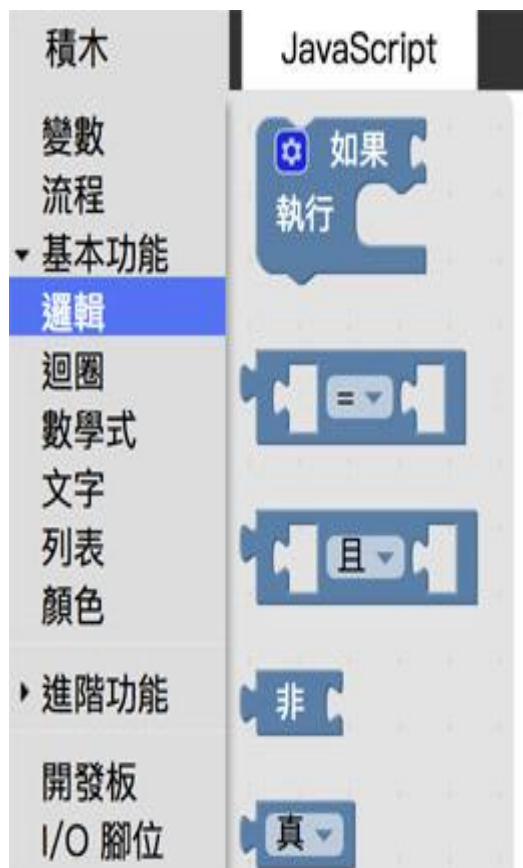 積木
JavaScript
變數
流程
基本功能
邏輯
迴圈
數學式
文字
列表
顏色
進階功能
開發板
I/O 腳位
如果
執行
=
且
非
真